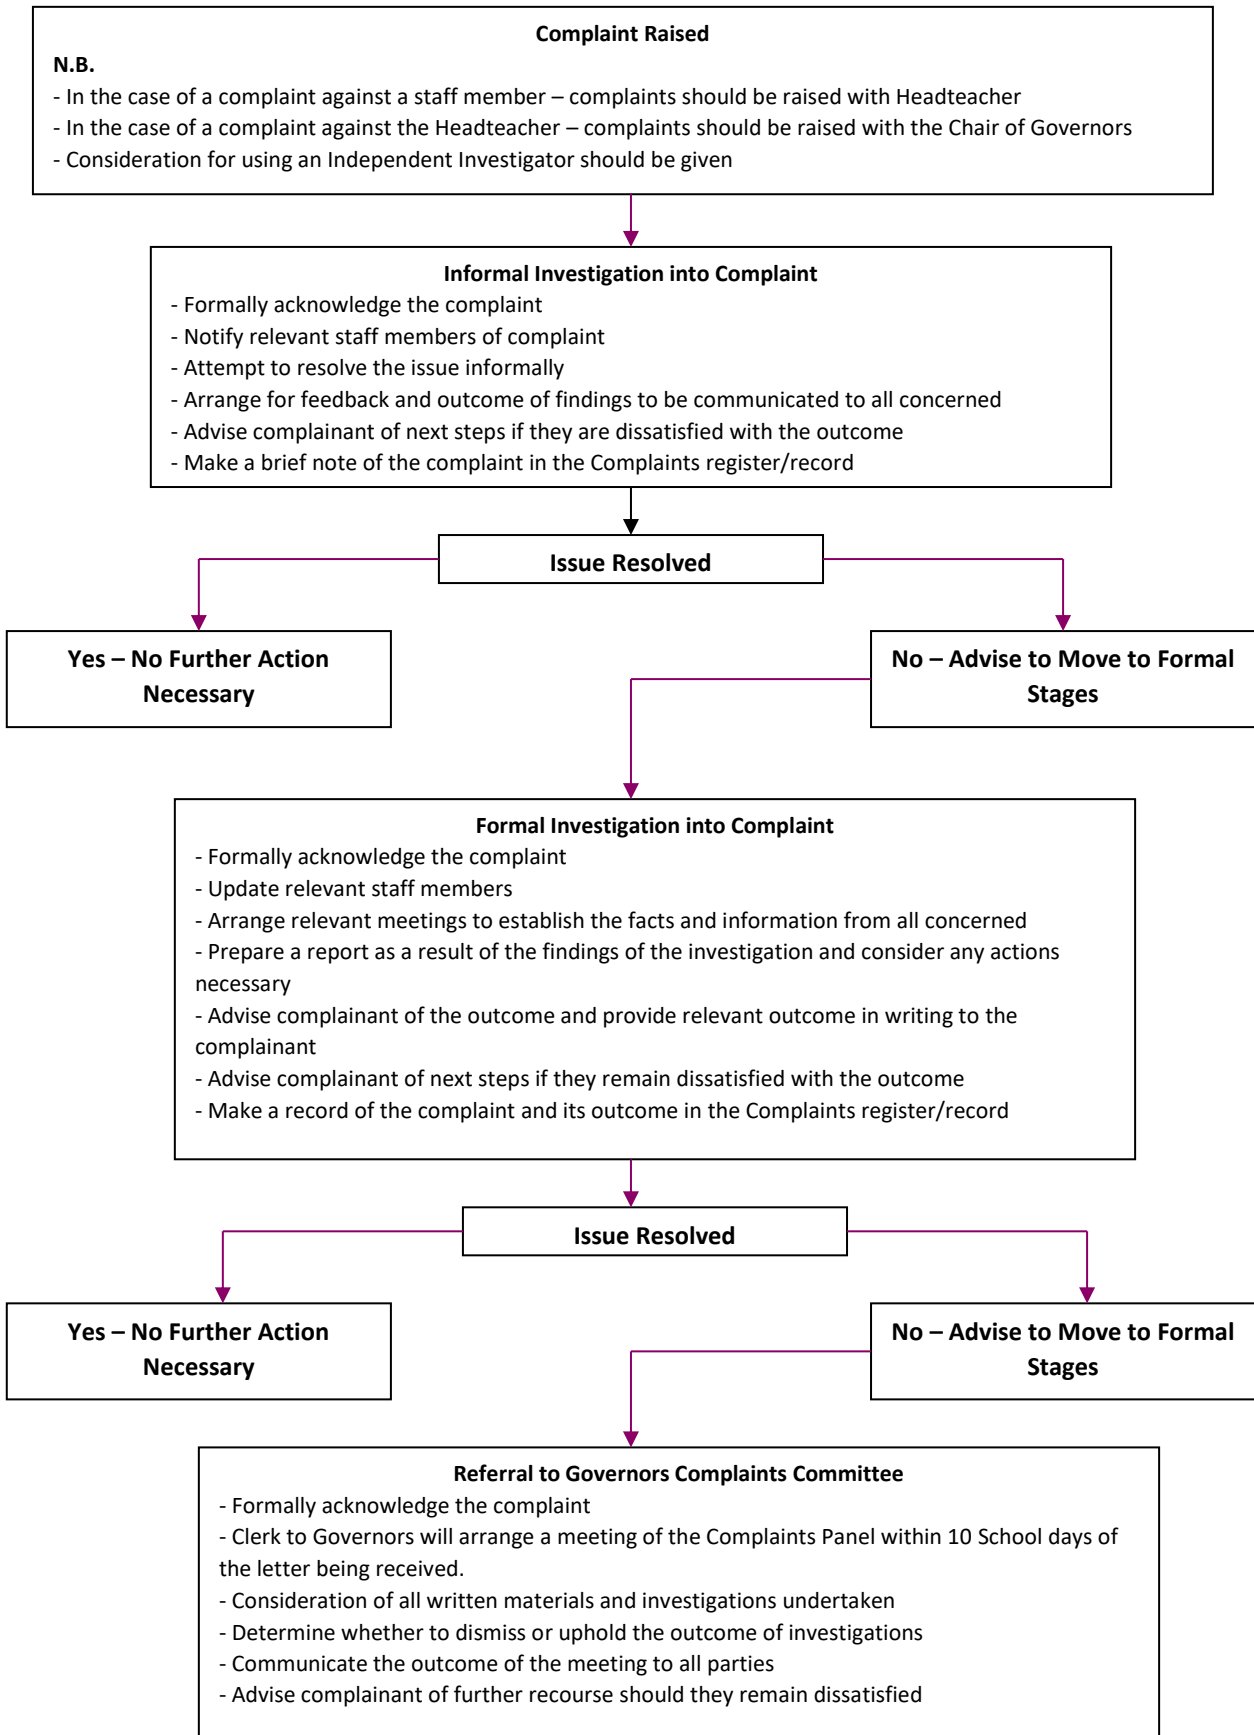 Complaint Raised
N.B.
- In the case of a complaint against a staff member – complaints should be raised with Headteacher
- In the case of a complaint against the Headteacher – complaints should be raised with the Chair of Governors
- Consideration for using an Independent Investigator should be given
Informal Investigation into Complaint
- Formally acknowledge the complaint
- Notify relevant staff members of complaint
- Attempt to resolve the issue informally
- Arrange for feedback and outcome of findings to be communicated to all concerned
- Advise complainant of next steps if they are dissatisfied with the outcome
- Make a brief note of the complaint in the Complaints register/record
Issue Resolved
Yes – No Further Action
Necessary
No – Advise to Move to Formal
Stages
Formal Investigation into Complaint
- Formally acknowledge the complaint
- Update relevant staff members
- Arrange relevant meetings to establish the facts and information from all concerned
- Prepare a report as a result of the findings of the investigation and consider any actions
necessary
- Advise complainant of the outcome and provide relevant outcome in writing to the
complainant
- Advise complainant of next steps if they remain dissatisfied with the outcome
- Make a record of the complaint and its outcome in the Complaints register/record
Issue Resolved
Yes – No Further Action
Necessary
No – Advise to Move to Formal
Stages
Referral to Governors Complaints Committee
- Formally acknowledge the complaint
- Clerk to Governors will arrange a meeting of the Complaints Panel within 10 School days of
the letter being received.
- Consideration of all written materials and investigations undertaken
- Determine whether to dismiss or uphold the outcome of investigations
- Communicate the outcome of the meeting to all parties
- Advise complainant of further recourse should they remain dissatisfied